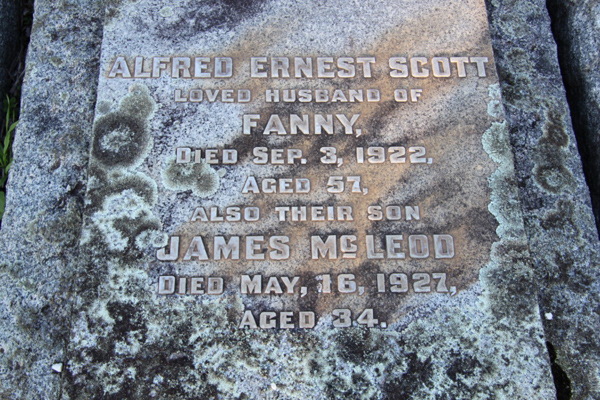 ALFRED ERNEST SCOTT
LOVED HUSBAND OF
FANNY,
DIED SEP. 3, 1922,
AGED 57,
ALSO THEIR SON
JAMES MCLEOD
DIED MAY, 16, 1927,
AGED 34.